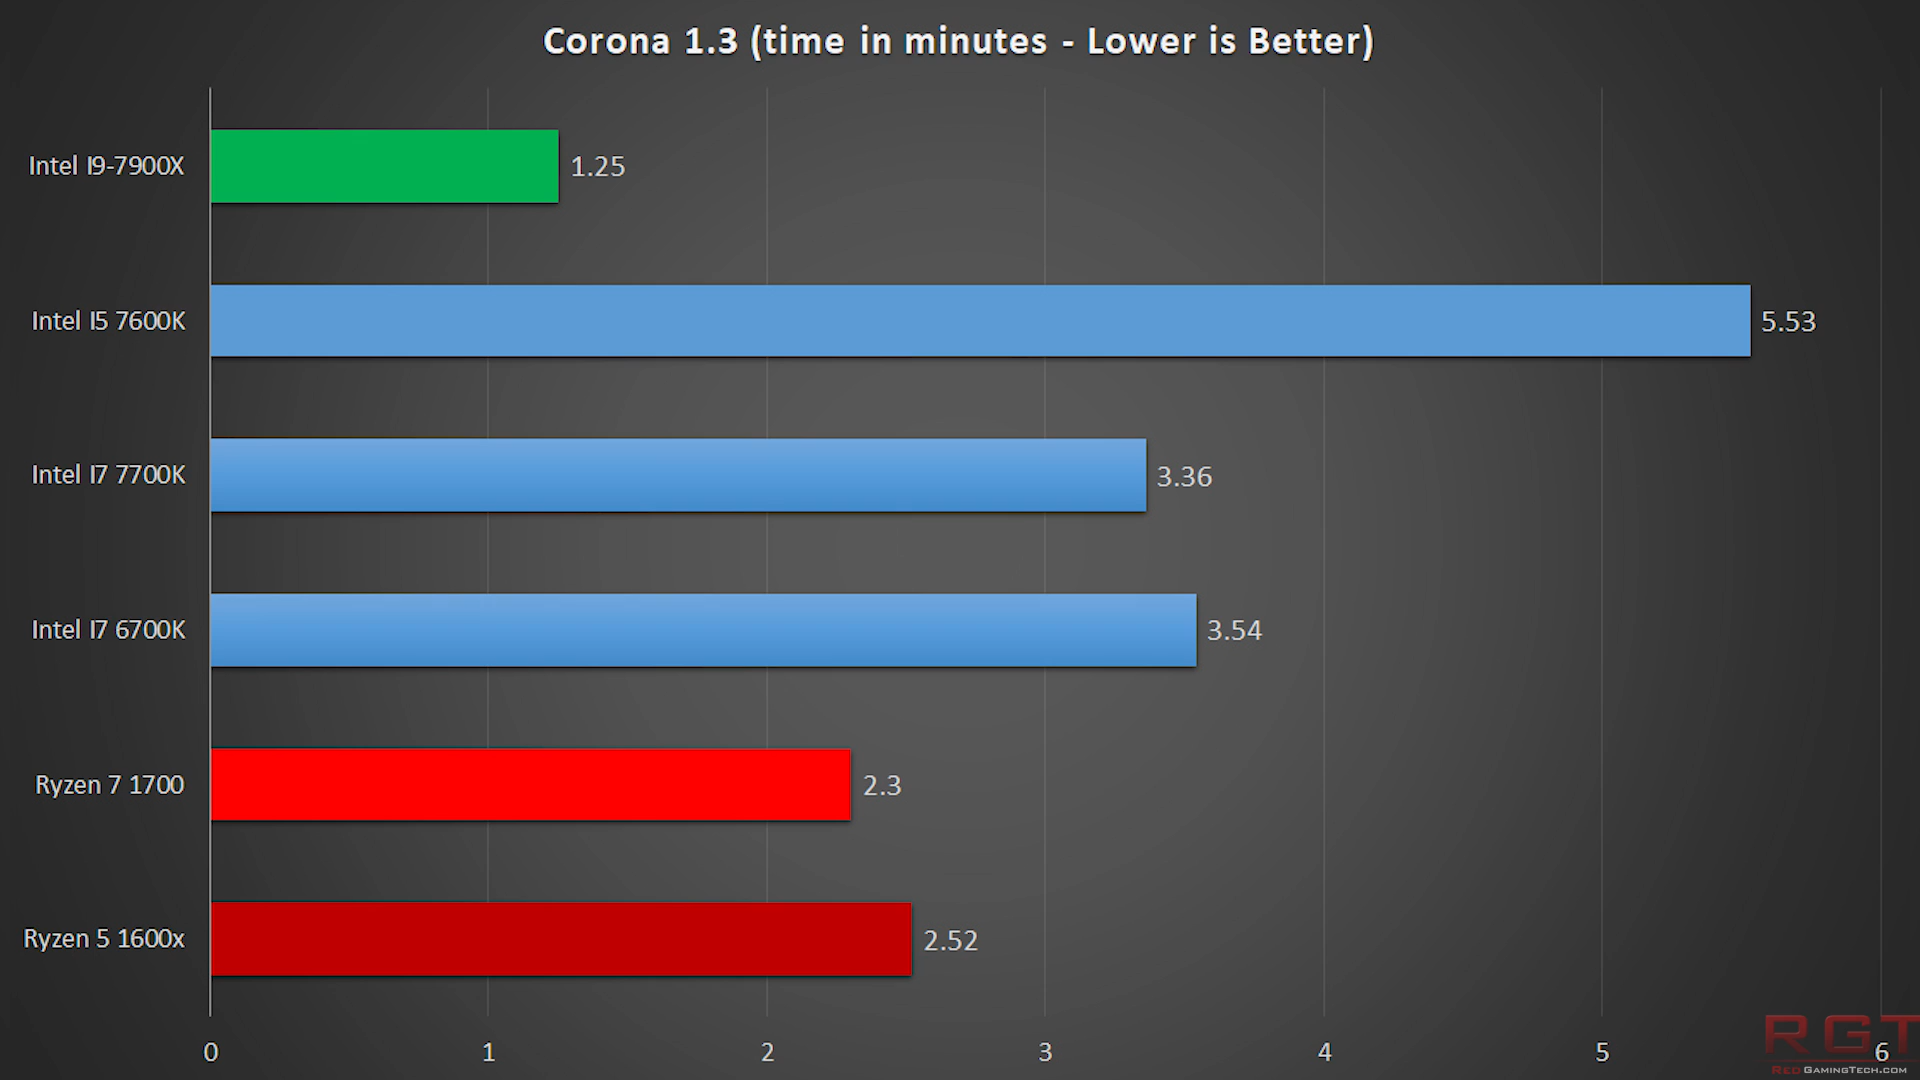 Corona 1.3 (time in minutes - Lower is Better)
Intel I9-7900X 1.25
Intel I5 7600K 5.53
Intel I7 7700K 3.36
Intel I7 6700K 3.54
Ryzen 7 1700 2.3
Ryzen 5 1600x 2.52
0 1 2 3 4 5 6
RGT
RedGamingTech.com